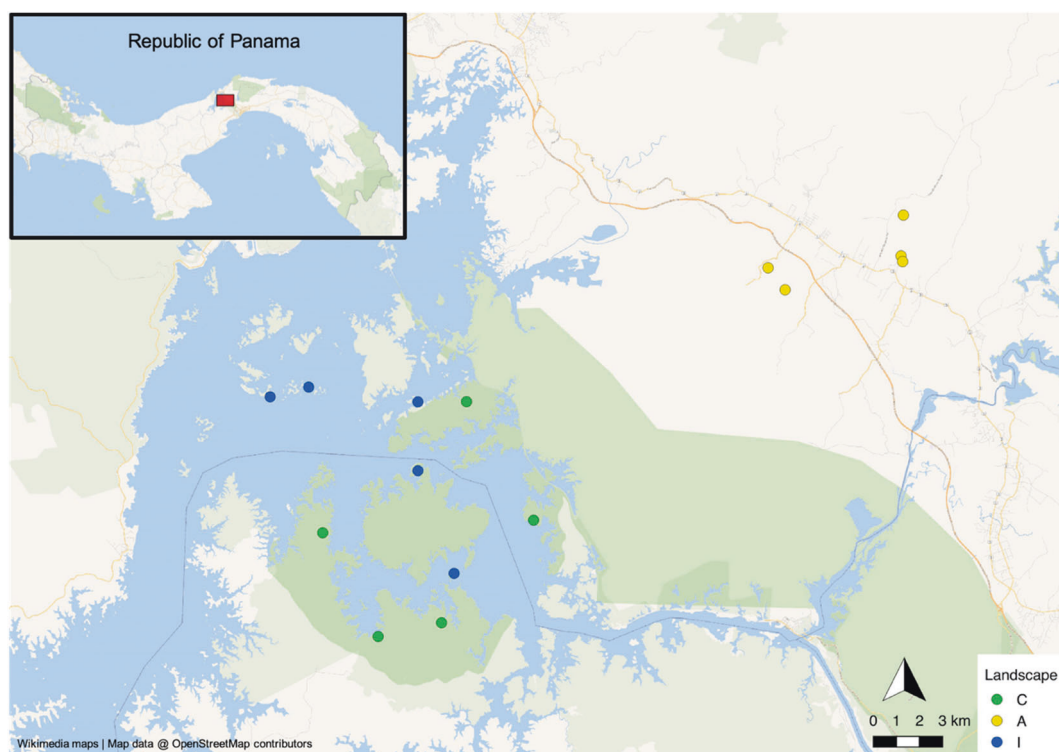 Republic of Panama
Landscape
C
A
I
0 1 2 3 km
Wikimedia maps | Map data @ OpenStreetMap contributors